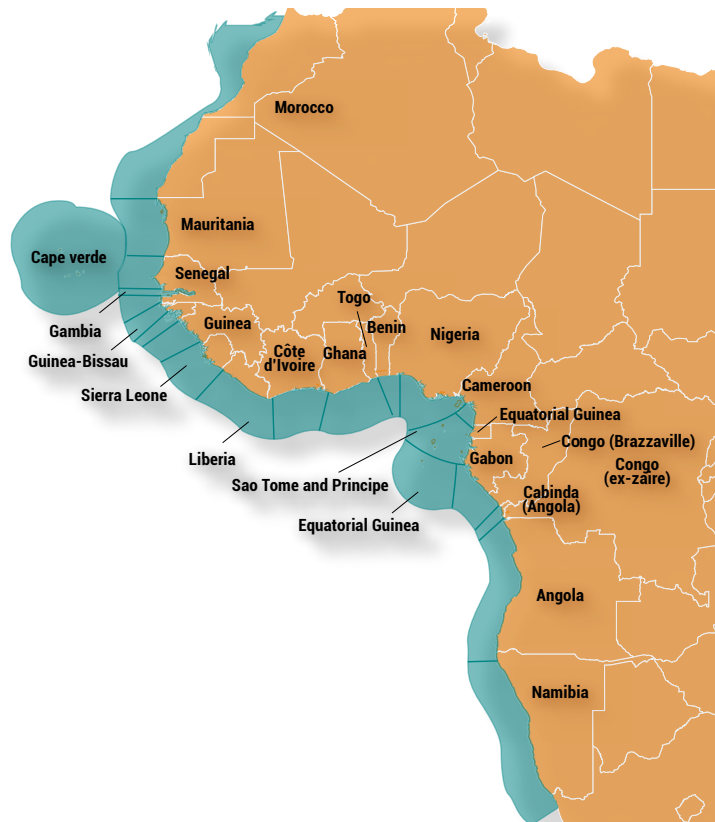 Morocco
Mauritania
Cape verde
Senegal
Togo
Gambia
Guinea
Benin
Nigeria
Guinea-Bissau
Côte
d'Ivoire
Ghana
Sierra Leone
Cameroon
Equatorial Guinea
Liberia
Gabon
Congo (Brazzaville)
Congo
(ex-zaire)
Sao Tome and Principe
Cabinda
(Angola)
Equatorial Guinea
Angola
Namibia